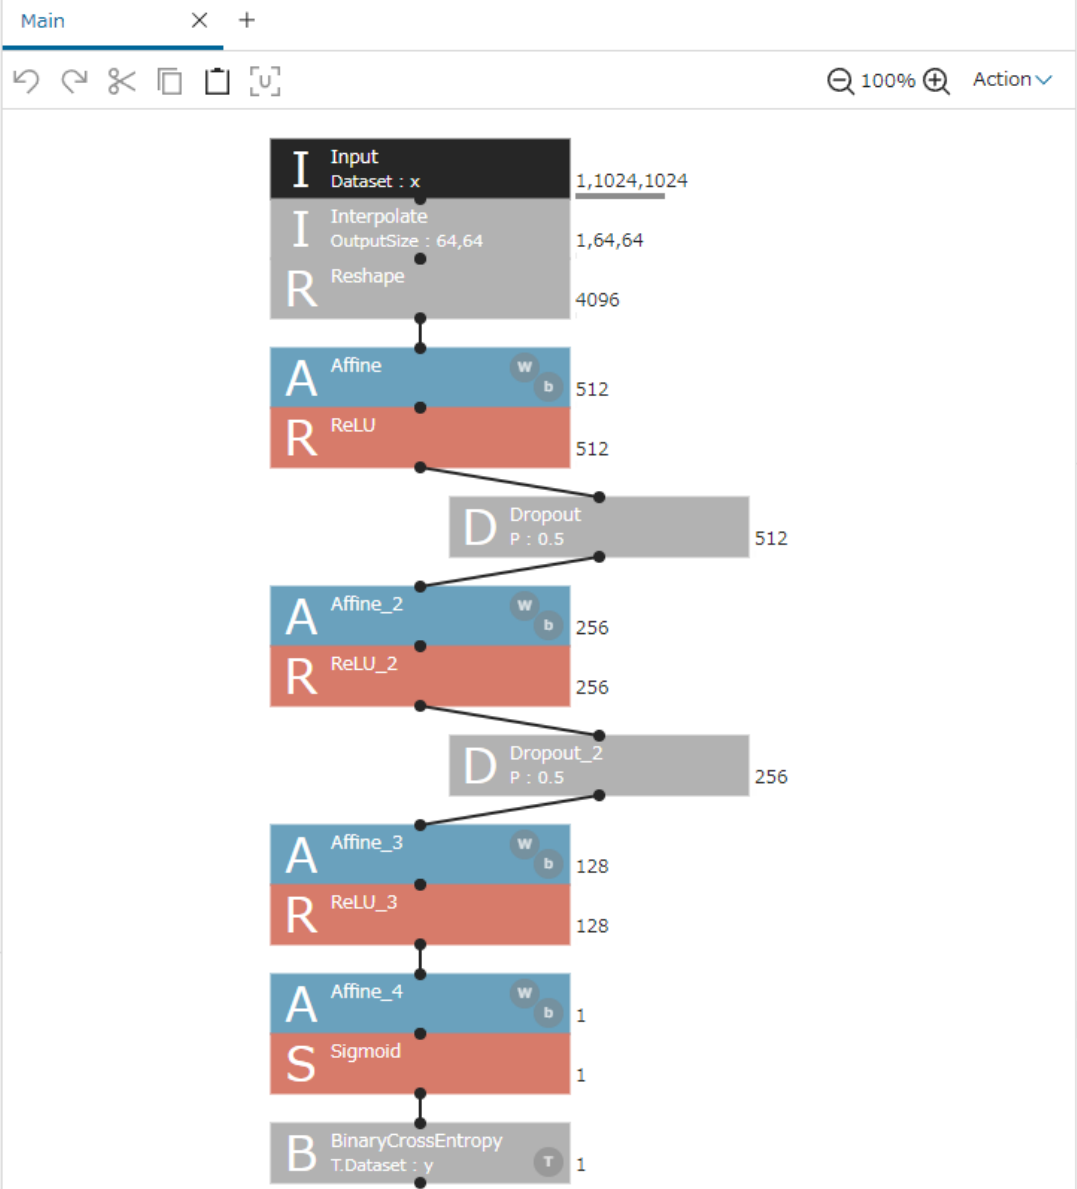 Main
100%
Action
I
Input
Dataset : x
1,1024,1024
I
Interpolate
OutputSize : 64,64
1,64,64
R
Reshape
4096
A
Affine
W
b
512
R
ReLU
512
D
Dropout
P : 0.5
512
A
Affine_2
W
b
256
R
ReLU_2
256
D
Dropout_2
P : 0.5
256
A
Affine_3
W
b
128
R
ReLU_3
128
A
Affine_4
W
b
1
S
Sigmoid
1
B
BinaryCrossEntropy
T.Dataset : y
T
1